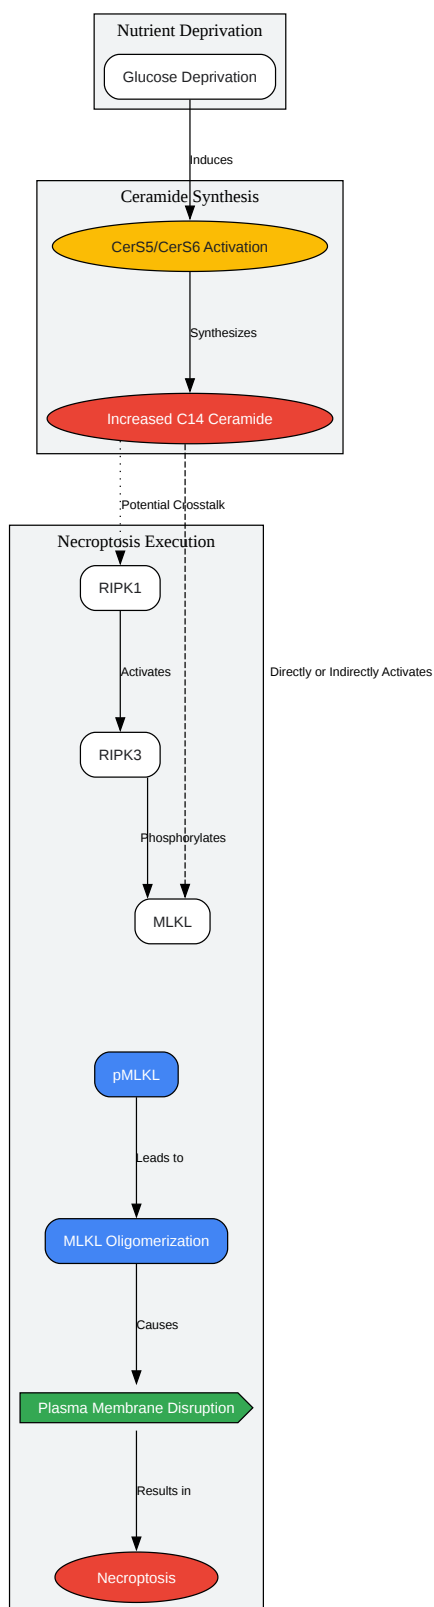 Nutrient Deprivation
Glucose Deprivation
Induces
Ceramide Synthesis
CerS5/CerS6 Activation
Synthesizes
Increased C14 Ceramide
Potential Crosstalk
Necroptosis Execution
RIPK1
Activates
Directly or Indirectly Activates
RIPK3
Phosphorylates
MLKL
pMLKL
Leads to
MLKL Oligomerization
Causes
Plasma Membrane Disruption
Results in
Necroptosis